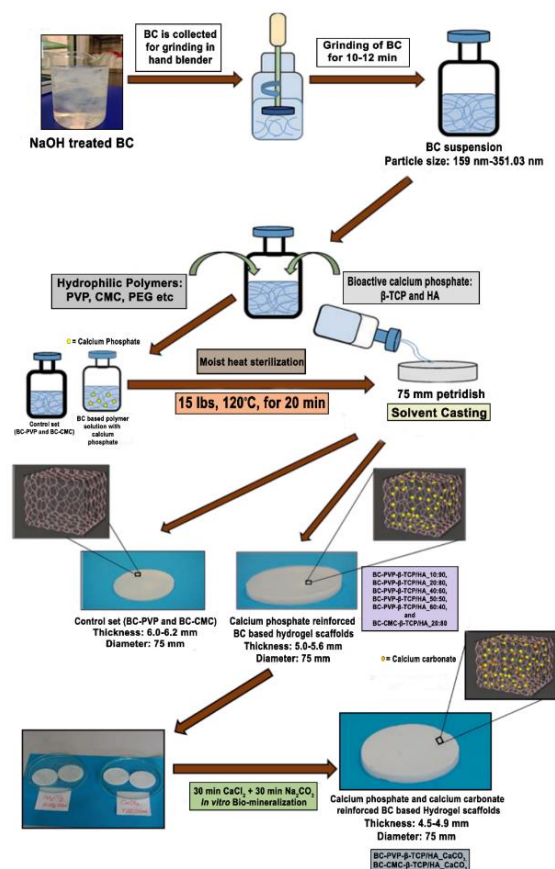 BC is collected
for grinding in
hand blender
Grinding of BC
for 10-12 min
NaOH treated BC
BC suspension
Particle size: 159 nm-351.03 nm
Hydrophilic Polymers:
PVP, CMC, PEG etc
Bioactive calcium phosphate:
β-TCP and HA
= Calcium Phosphate
Control set
(BC-PVP and BC-CMC)
BC based polymer
solution with
calcium
phosphate
Moist heat sterilization
15 lbs, 120°C, for 20 min
75 mm petridish
Solvent Casting
Control set (BC-PVP and BC-CMC)
Thickness: 6.0-6.2 mm
Diameter: 75 mm
Calcium phosphate reinforced
BC based hydrogel scaffolds
Thickness: 5.0-5.6 mm
Diameter: 75 mm
BC-PVP-β-TCP/HA_10:90,
BC-PVP-β-TCP/HA_20:80,
BC-PVP-β-TCP/HA_40:60,
BC-PVP-β-TCP/HA_50:50,
BC-PVP-β-TCP/HA_60:40,
and
BC-CMC-β-TCP/HA_20:80
= Calcium carbonate
30 min CaCl₂ + 30 min Na₂CO₃
In vitro Bio-mineralization
Calcium phosphate and calcium carbonate
reinforced BC based Hydrogel scaffolds
Thickness: 4.5-4.9 mm
Diameter: 75 mm
BC-PVP-β-TCP/HA_CaCO₃
BC-CMC-β-TCP/HA_CaCO₃